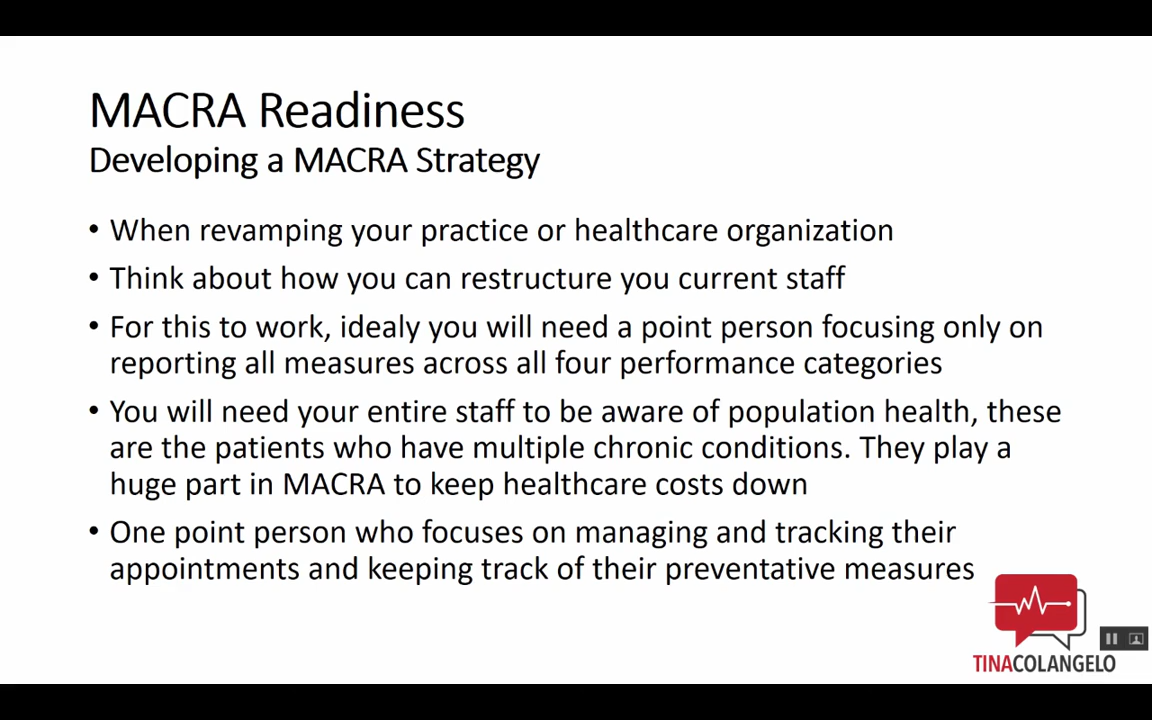 MACRA Readiness
Developing a MACRA Strategy
• When revamping your practice or healthcare organization
• Think about how you can restructure you current staff
• For this to work, idealy you will need a point person focusing only on
reporting all measures across all four performance categories
• You will need your entire staff to be aware of population health, these
are the patients who have multiple chronic conditions. They play a
huge part in MACRA to keep healthcare costs down
• One point person who focuses on managing and tracking their
appointments and keeping track of their preventative measures
TINACOLANGELO